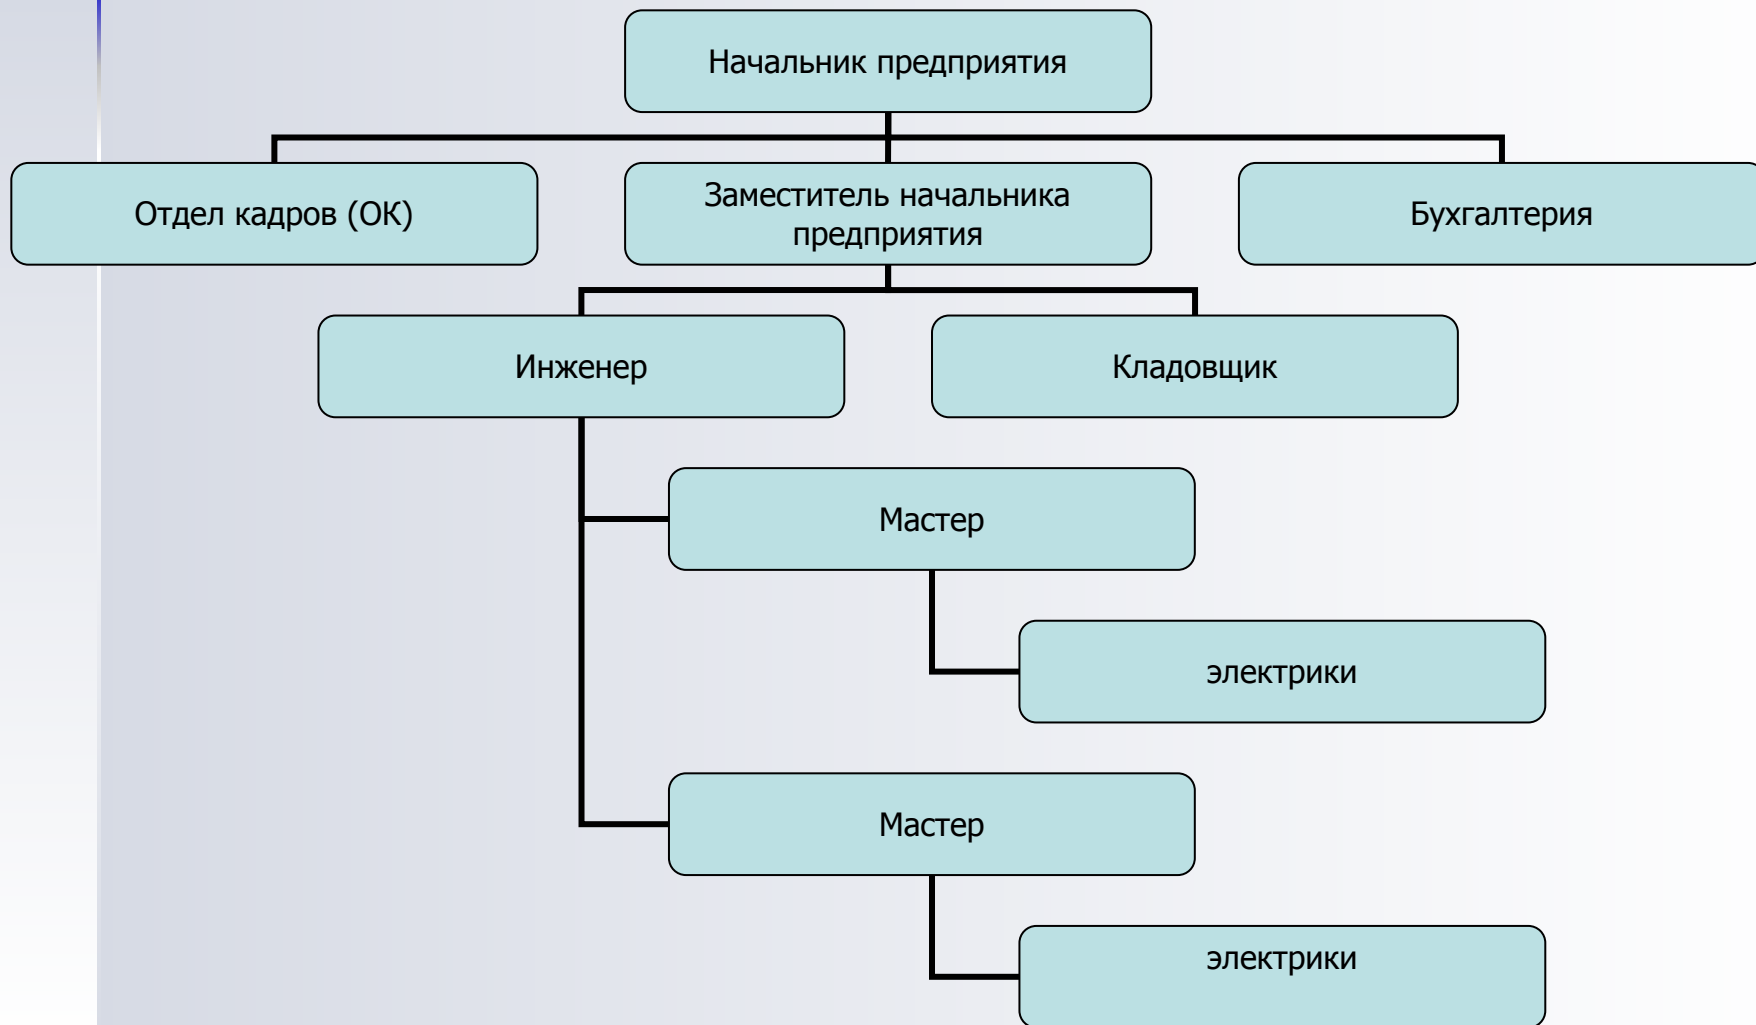 Начальник предприятия
Отдел кадров (ОК)
Заместитель начальника
предприятия
Бухгалтерия
Инженер
Кладовщик
Мастер
электрики
Мастер
электрики